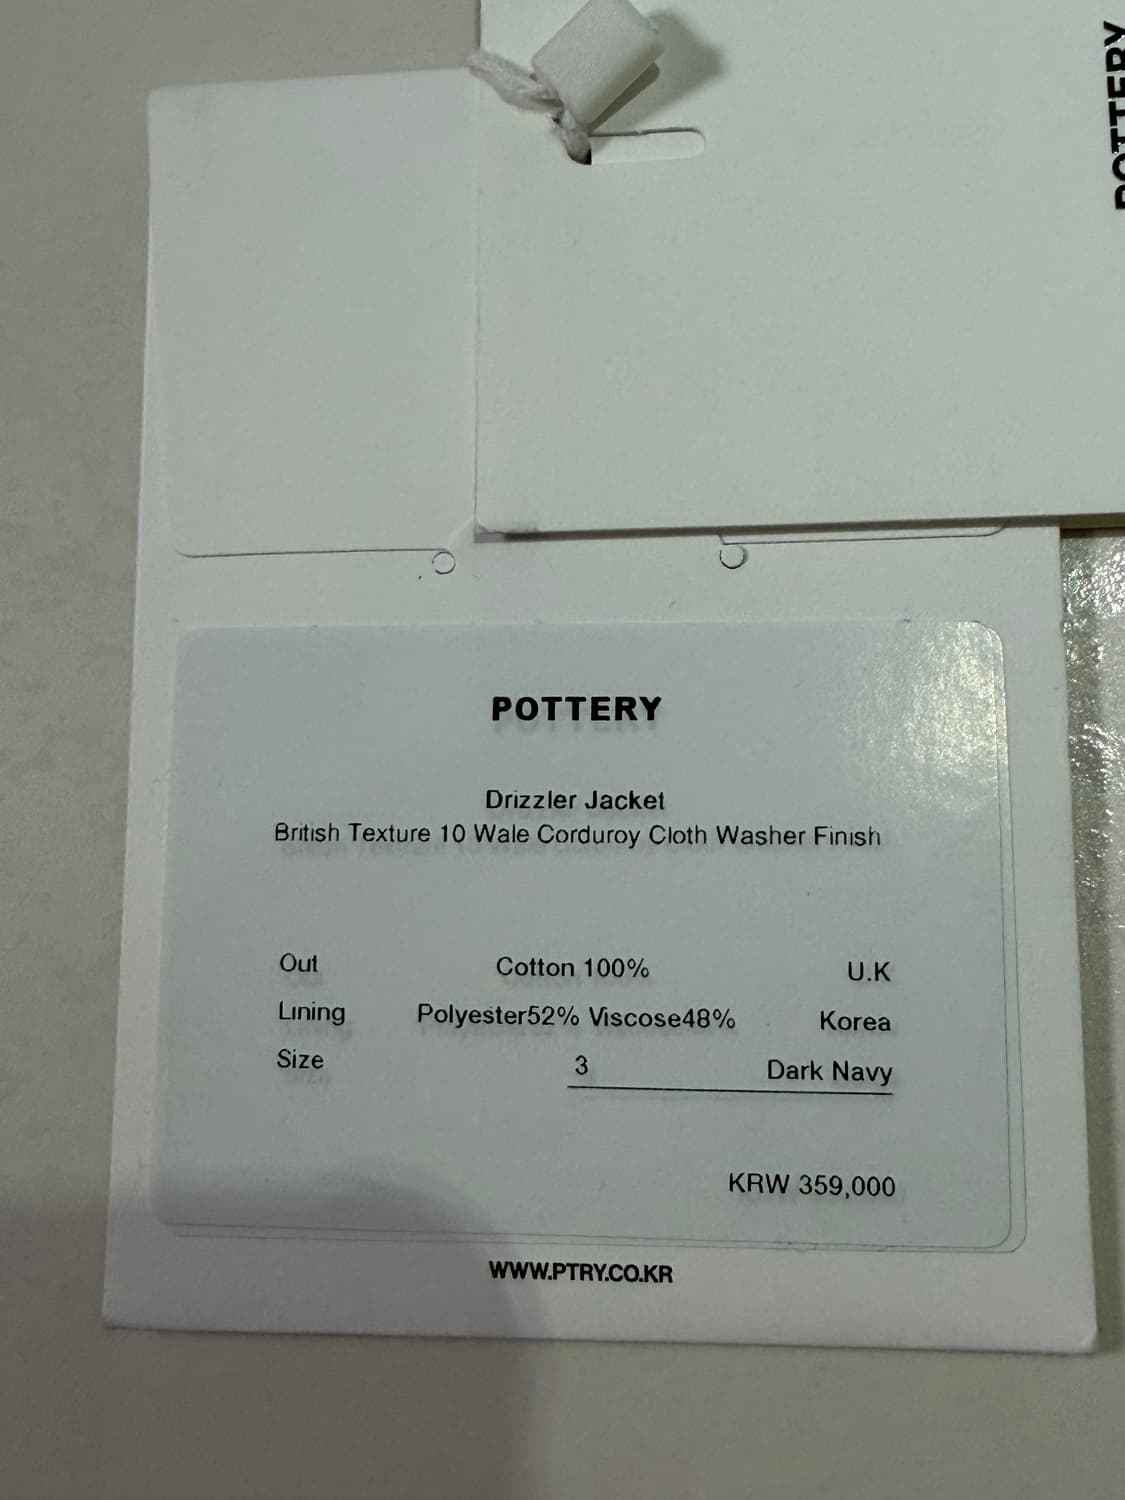 POTTERY
POTTERY
Drizzler Jacket
British Texture 10 Wale Corduroy Cloth Washer Finish
Out Cotton 100% U.K
Lining Polyester52% Viscose48% Korea
Size 3 Dark Navy
KRW 359,000
WWW.PTRY.CO.KR